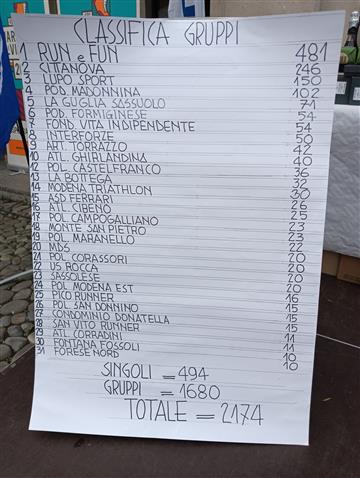 CLASSIFICA GRUPPI
1 RUN e FUN 481
2 CITANOVA 246
3 LUPO SPORT 150
4 POD. MADONNINA 102
5 LA GUGLIA SASSUOLO 71
6 POD. FORMIGINESE 54
7 FOND. VITA INDIPENDENTE 54
8 INTERFORZE 50
9 ART. TORRAZZO 42
10 ATL. GHIRLANDINA 40
12 POL. CASTELFRANCO 36
13 LA BOTTEGA 32
14 MODENA TRIATHLON 30
15 ASD FERRARI 26
16 ATL. CIBENO 25
17 POL CAMPOGALLIANO 23
18 MONTE SAN PIETRO 23
19 POL. MARANELLO 22
20 MDS 20
21 POL. CORASSORI 20
22 US ROCCA 20
23 SASSOLESE 20
24 POL MODENA EST 16
25 PICO RUNNER 15
26 POL SAN DONNINO 15
27 CONDOMINIO DONATELLA 15
28 SAN VITO RUNNER 11
29 ATL CORRADINI 11
30 FONTANA FOSSOLI 10
31 FORESE NORD 10
SINGOLI = 494
GRUPPI = 1680
TOTALE = 2174